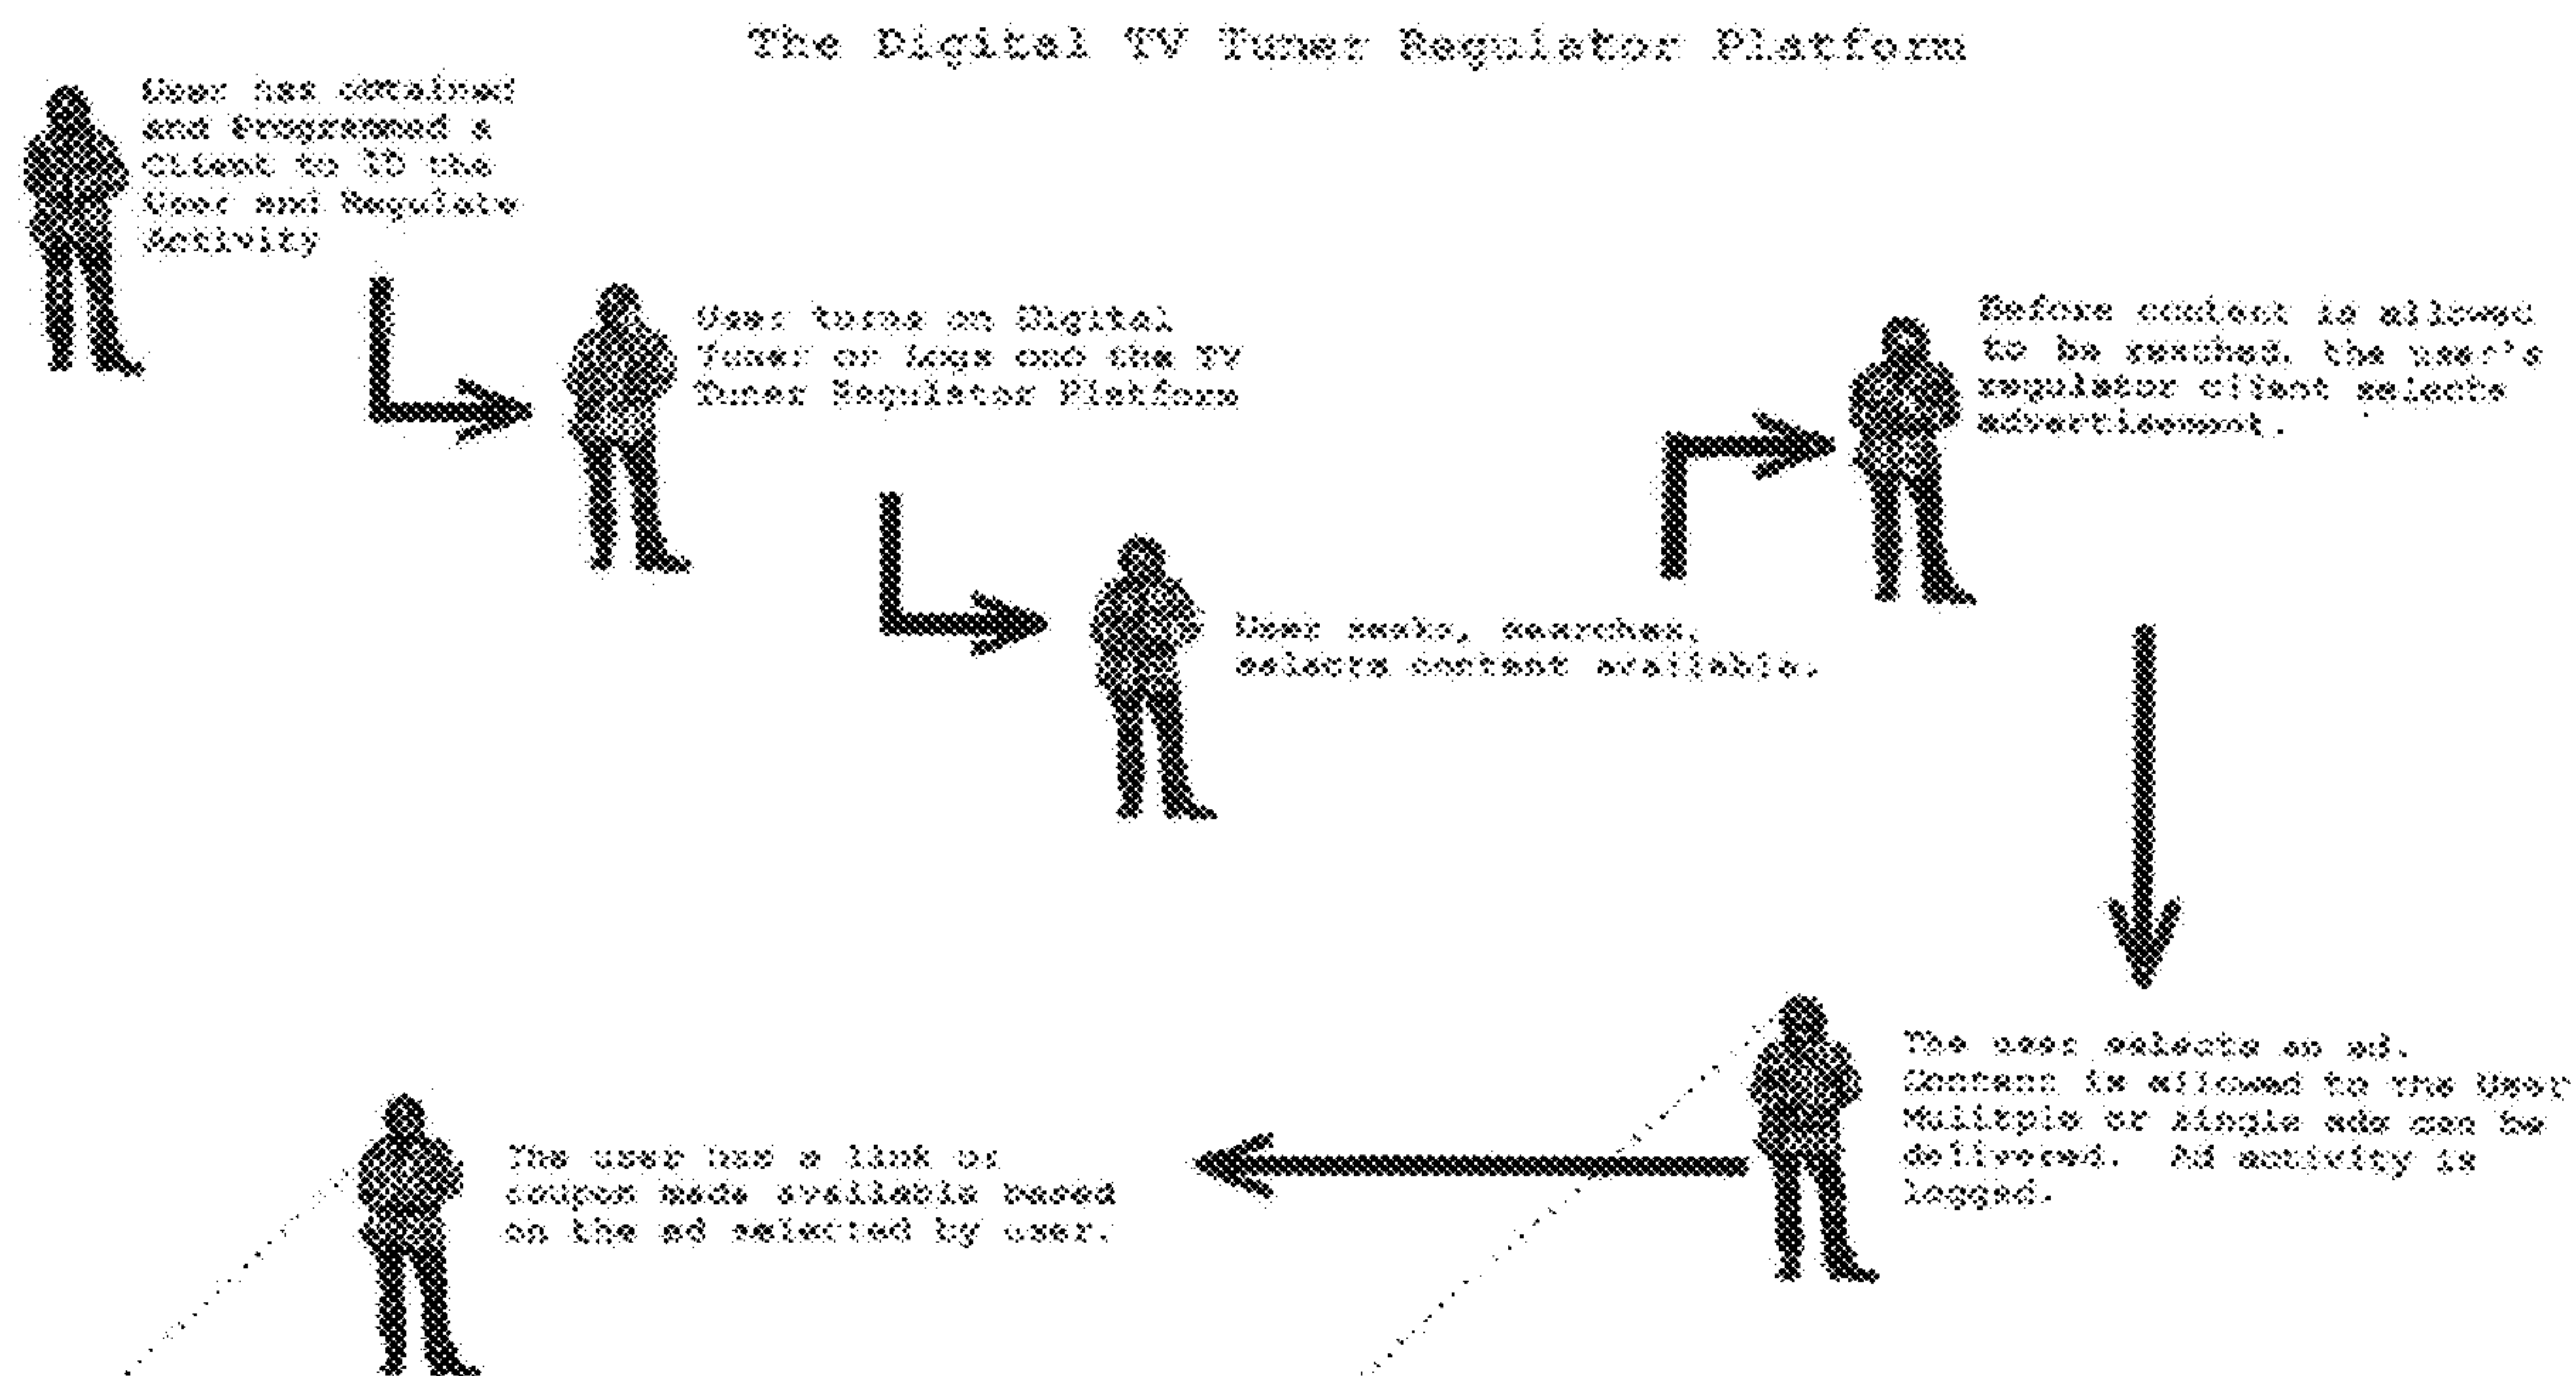 The Digital TV Tuner Regulator Platform
User has obtained
and Programmed a
Client to ID the
User and Regulate
Activity
User turns on Digital
Tuner or Logs ono the TV
Tuner Regulator Platform
User seeks, searches,
selects content available.
Before content is allowed
to be reached, the user's
regulator client selects
advertisement.
The user selects an ad.
Content is allowed to the User
Mulitple or single ads can be
delivered. Ad activity is
logged.
The user has a link or
coupon made available based
on the ad selected by user.